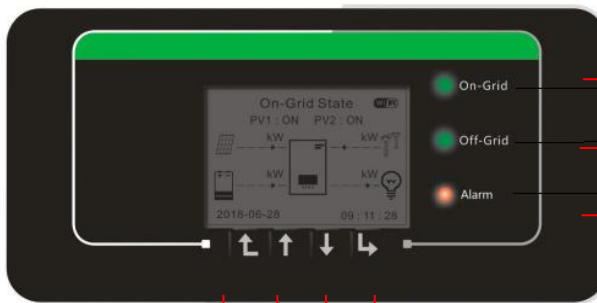 On-Grid State WiFi
PV1 : ON PV2 : ON
kW kW
kW kW
2018-06-28 09 : 11 : 28
On-Grid
Off-Grid
Alarm